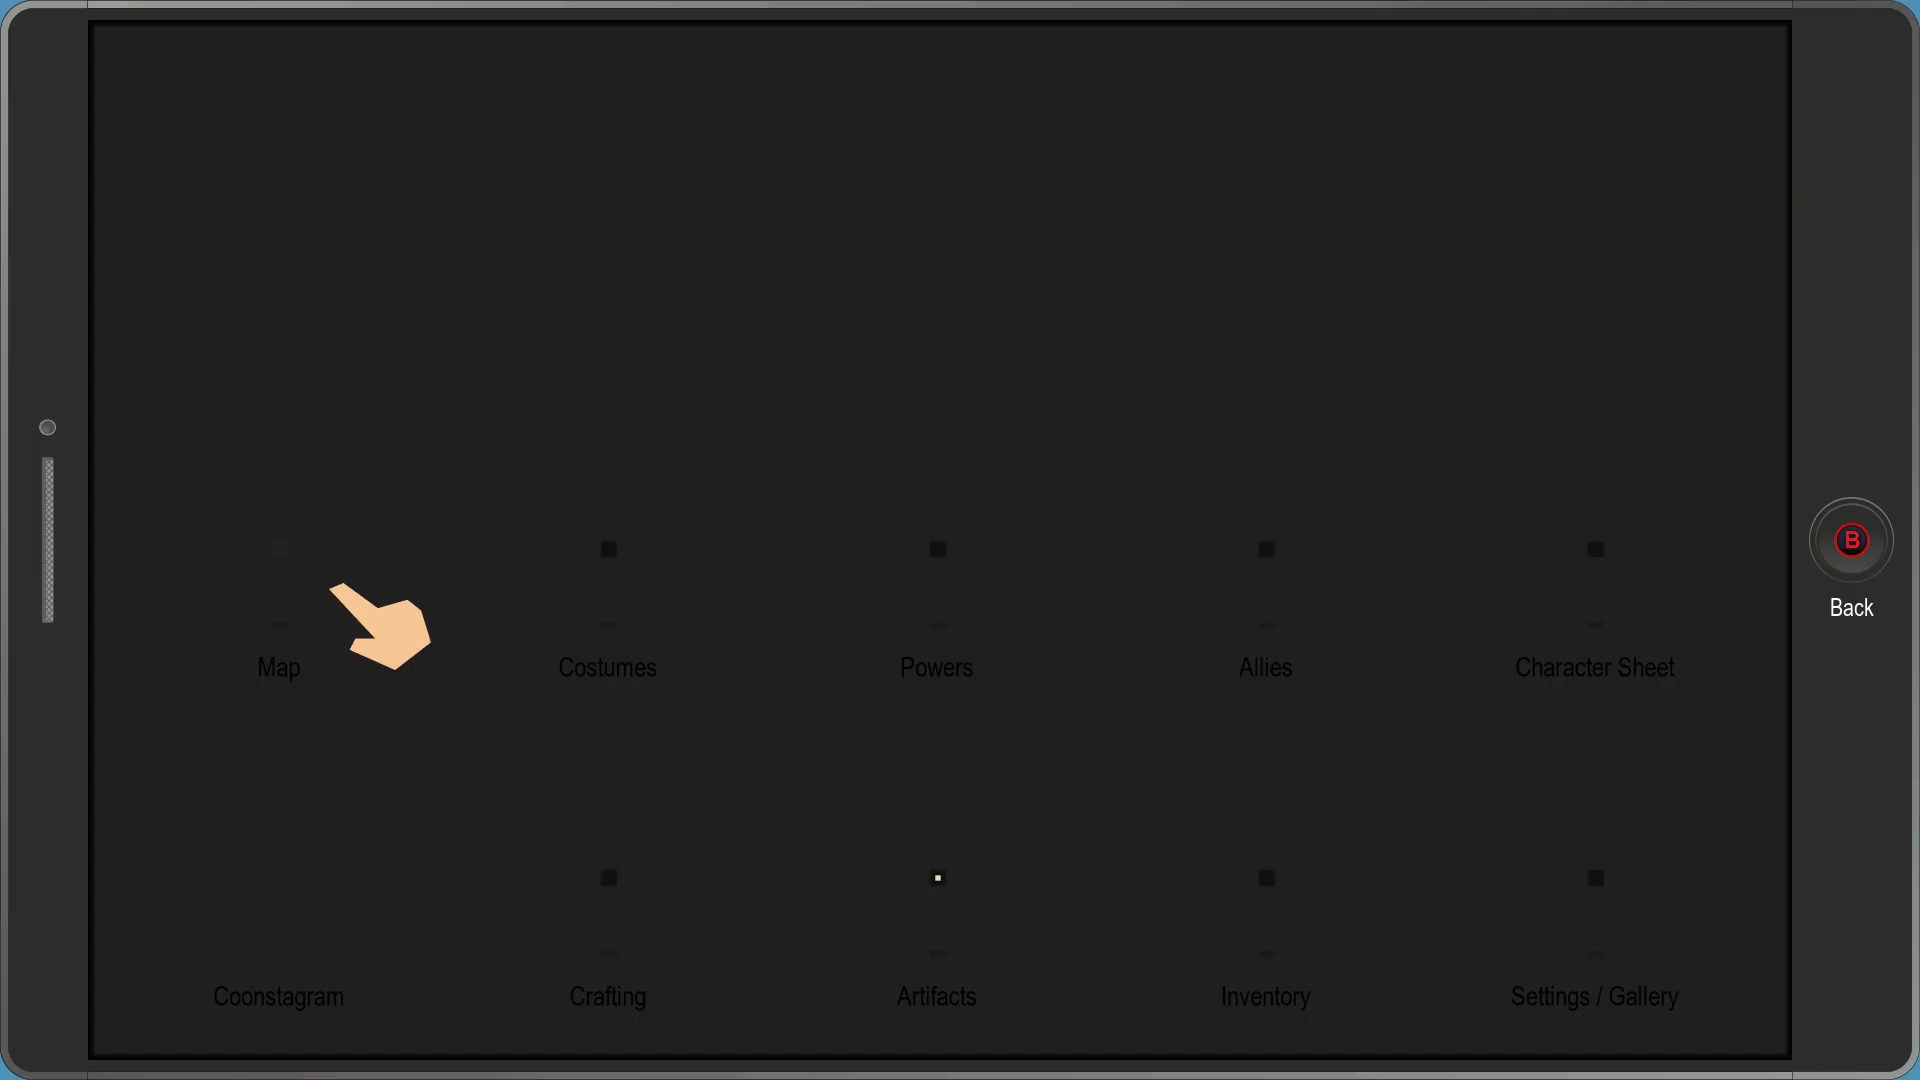 B
Back
Map
Costumes
Powers
Allies
Character Sheet
Coonstagram
Crafting
Artifacts
Inventory
Settings / Gallery